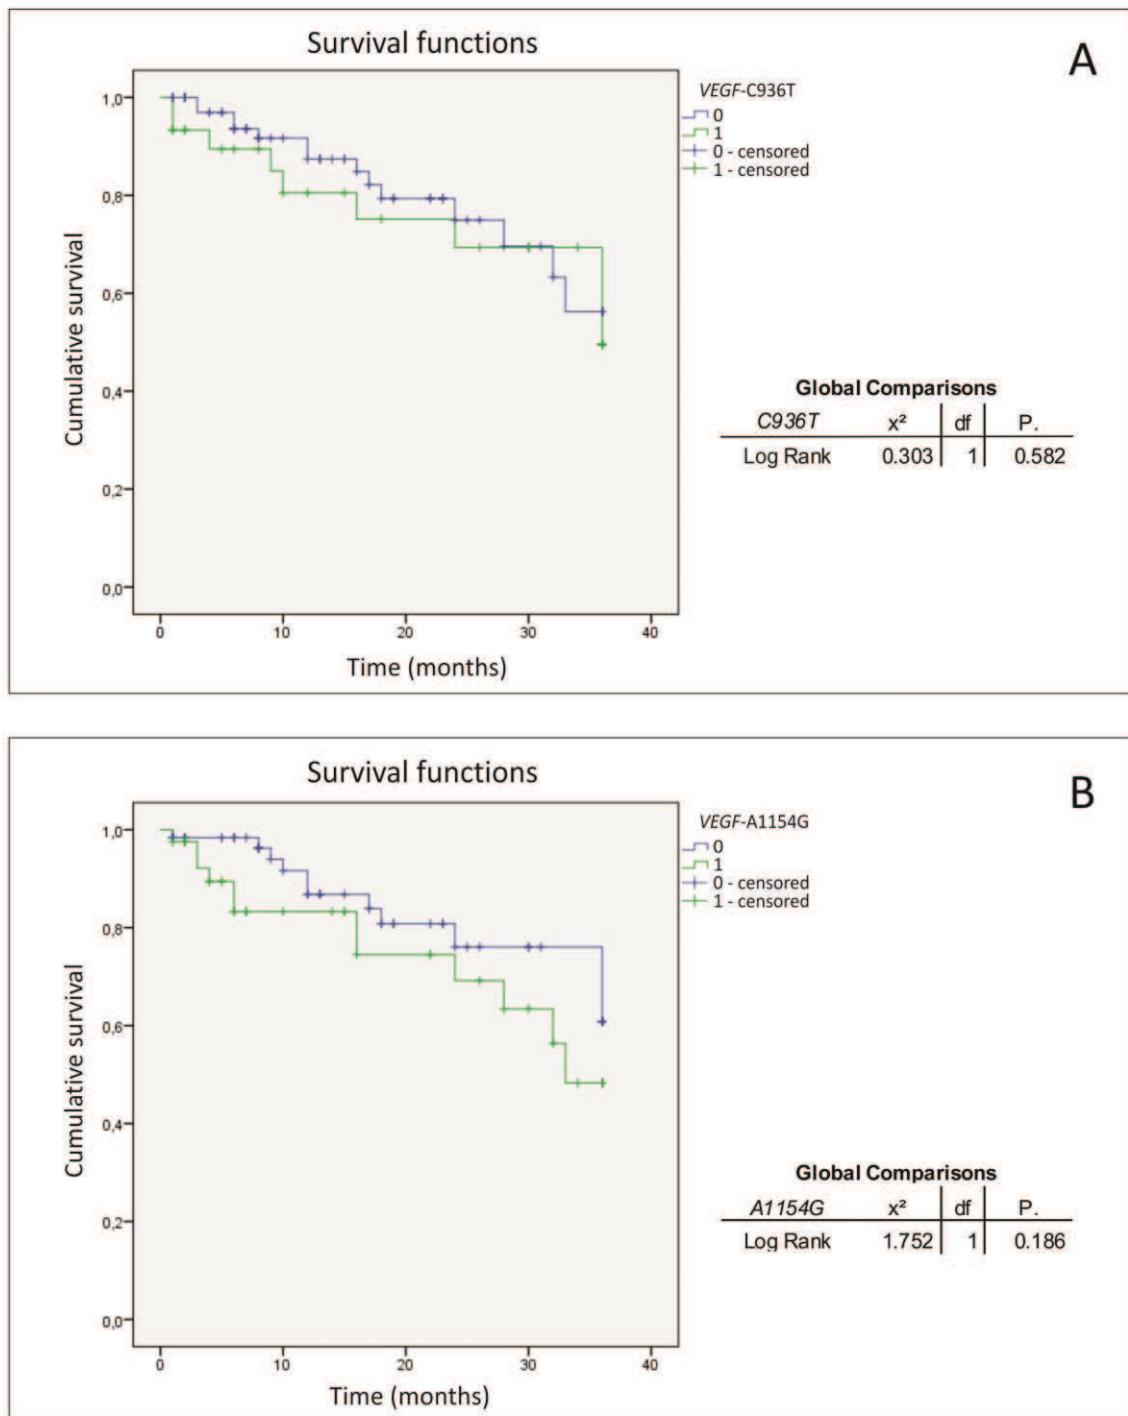 Survival functions
A
VEGF-C936T
0
1
0 - censored
1 - censored
Cumulative survival
1,0
0,8
0,6
0,4
0,2
0,0
0 10 20 30 40
Time (months)
Global Comparisons
C936T x² df P.
Log Rank 0.303 1 0.582
Survival functions
B
VEGF-A1154G
0
1
0 - censored
1 - censored
Cumulative survival
1,0
0,8
0,6
0,4
0,2
0,0
0 10 20 30 40
Time (months)
Global Comparisons
A1154G x² df P.
Log Rank 1.752 1 0.186